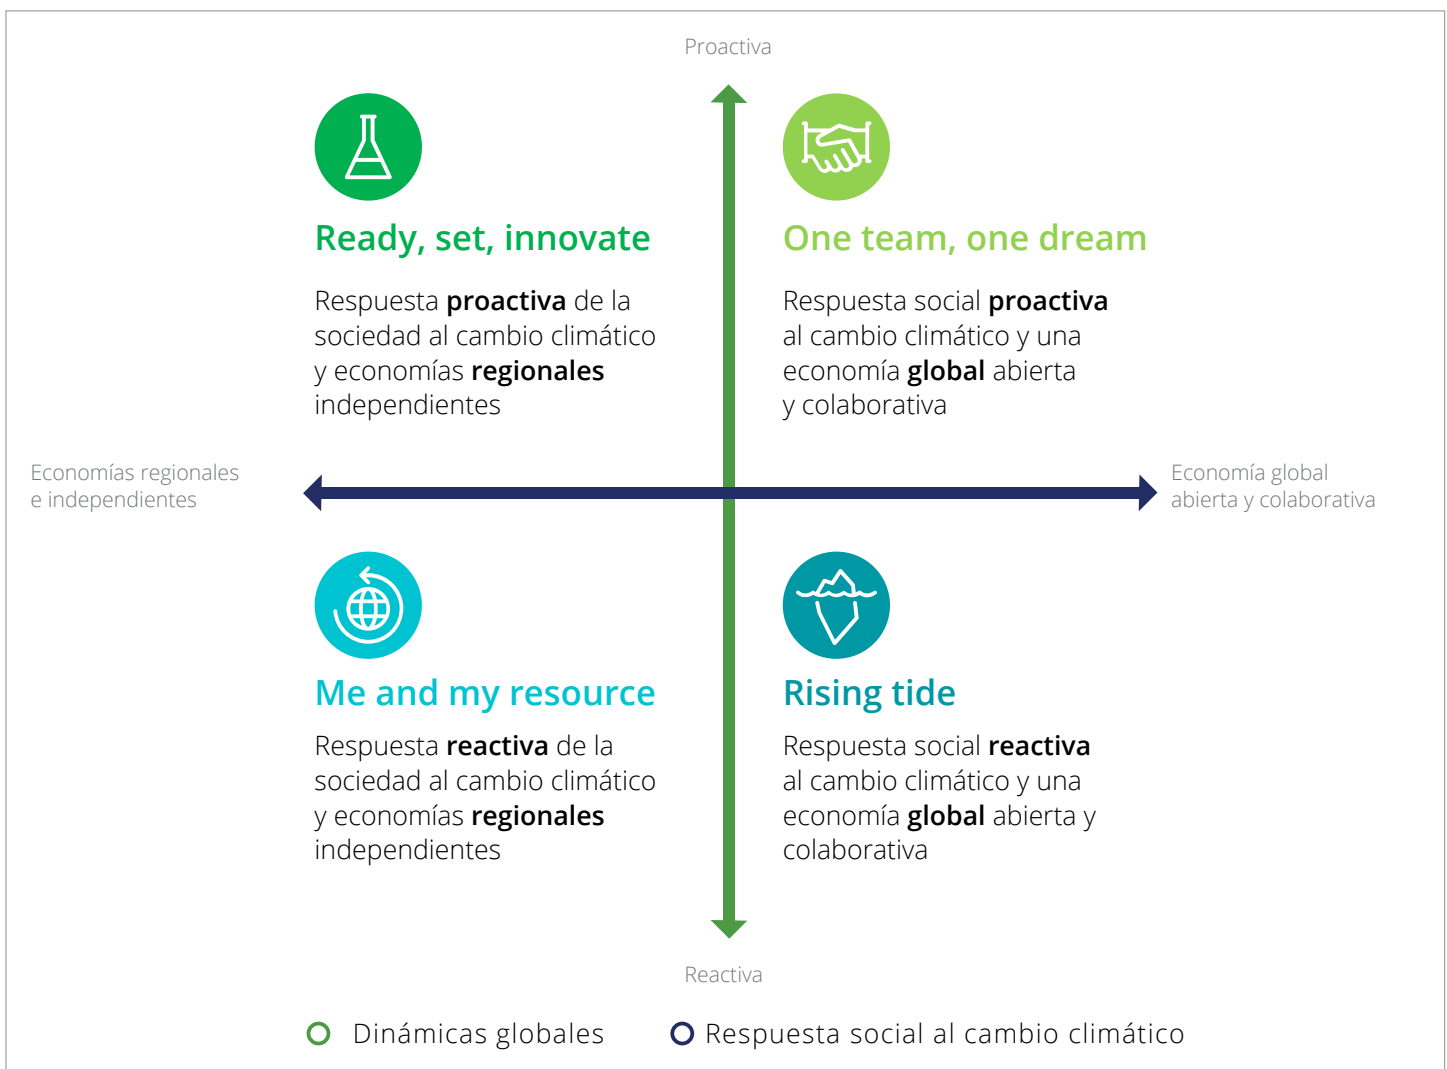 Proactiva
Ready, set, innovate
Respuesta proactiva de la
sociedad al cambio climático
y economías regionales
independientes
One team, one dream
Respuesta social proactiva
al cambio climático y una
economía global abierta
y colaborativa
Economías regionales
e independientes
Economía global
abierta y colaborativa
Me and my resource
Respuesta reactiva de la
sociedad al cambio climático
y economías regionales
independientes
Rising tide
Respuesta social reactiva
al cambio climático y una
economía global abierta y
colaborativa
Reactiva
Dinámicas globales
Respuesta social al cambio climático